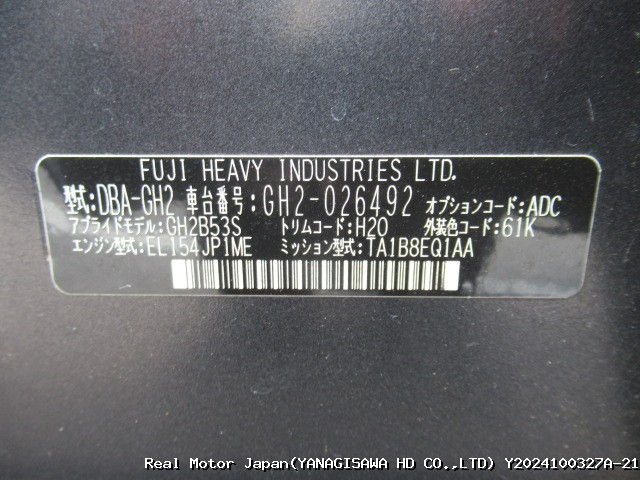 FUJI HEAVY INDUSTRIES LTD.
型式:DBA-GH2 車台番号:GH2-026492 オプションコード:ADC
アプライドモデル:GH2B53S トリムコード:H20 外装色コード:61K
エンジン型式:EL154JP1ME ミッション型式:TA1B8EQ1AA
Real Motor Japan(YANAGISAWA HD CO.,LTD) Y2024100327A-21